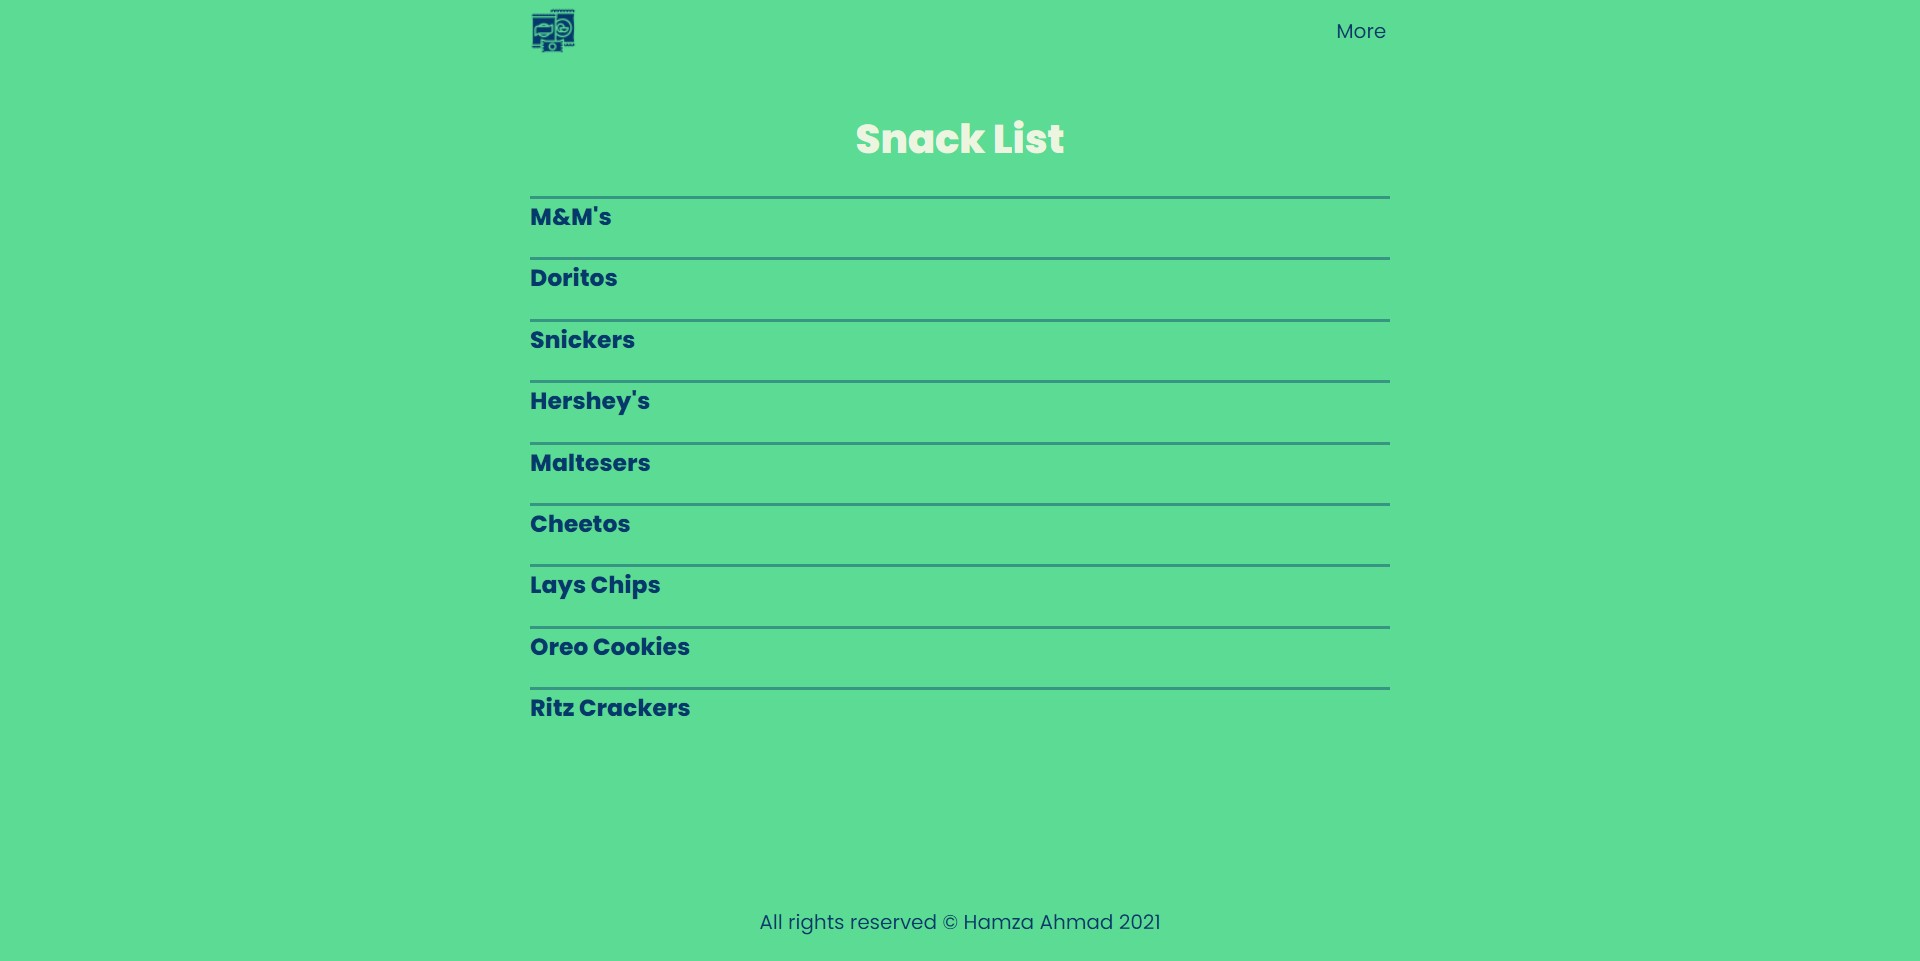 More
Snack List
M&M's
Doritos
Snickers
Hershey's
Maltesers
Cheetos
Lays Chips
Oreo Cookies
Ritz Crackers
All rights reserved © Hamza Ahmad 2021